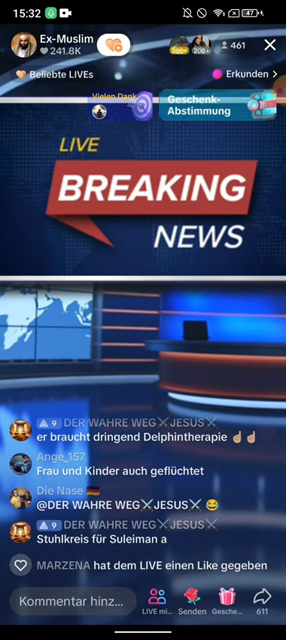 15:32
47
Ex-Muslim
241.8K
200+
200+
461
Beliebte LIVEs
Erkunden
Vielen Dank
Geschenk-
Abstimmung
LIVE
BREAKING
NEWS
9 DER WAHRE WEG⚔JESUS⚔
er braucht dringend Delphintherapie ☝🏼☝🏼
Ange_157
Frau und Kinder auch geflüchtet
Die Nase 🇩🇪
@DER WAHRE WEG⚔JESUS⚔ 😂
9 DER WAHRE WEG⚔JESUS⚔
Stuhlkreis für Suleiman a
MARZENA hat dem LIVE einen Like gegeben
Kommentar hinz...
LIVE mi...
Senden
Gesche...
611